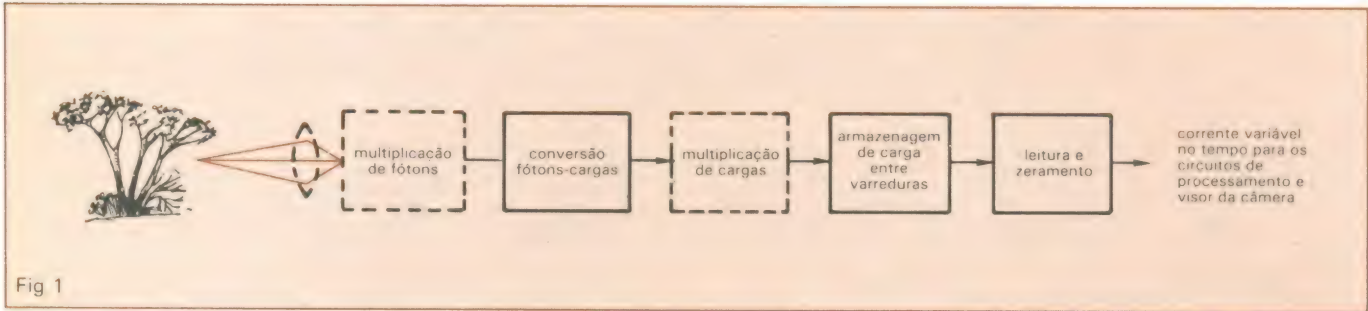 multiplicação
de fótons
conversão
fótons-cargas
multiplicação
de cargas
armazenagem
de carga
entre
varreduras
leitura e
zeramento
corrente variável
no tempo para os
circuitos de
processamento e
visor da câmera
Fig 1